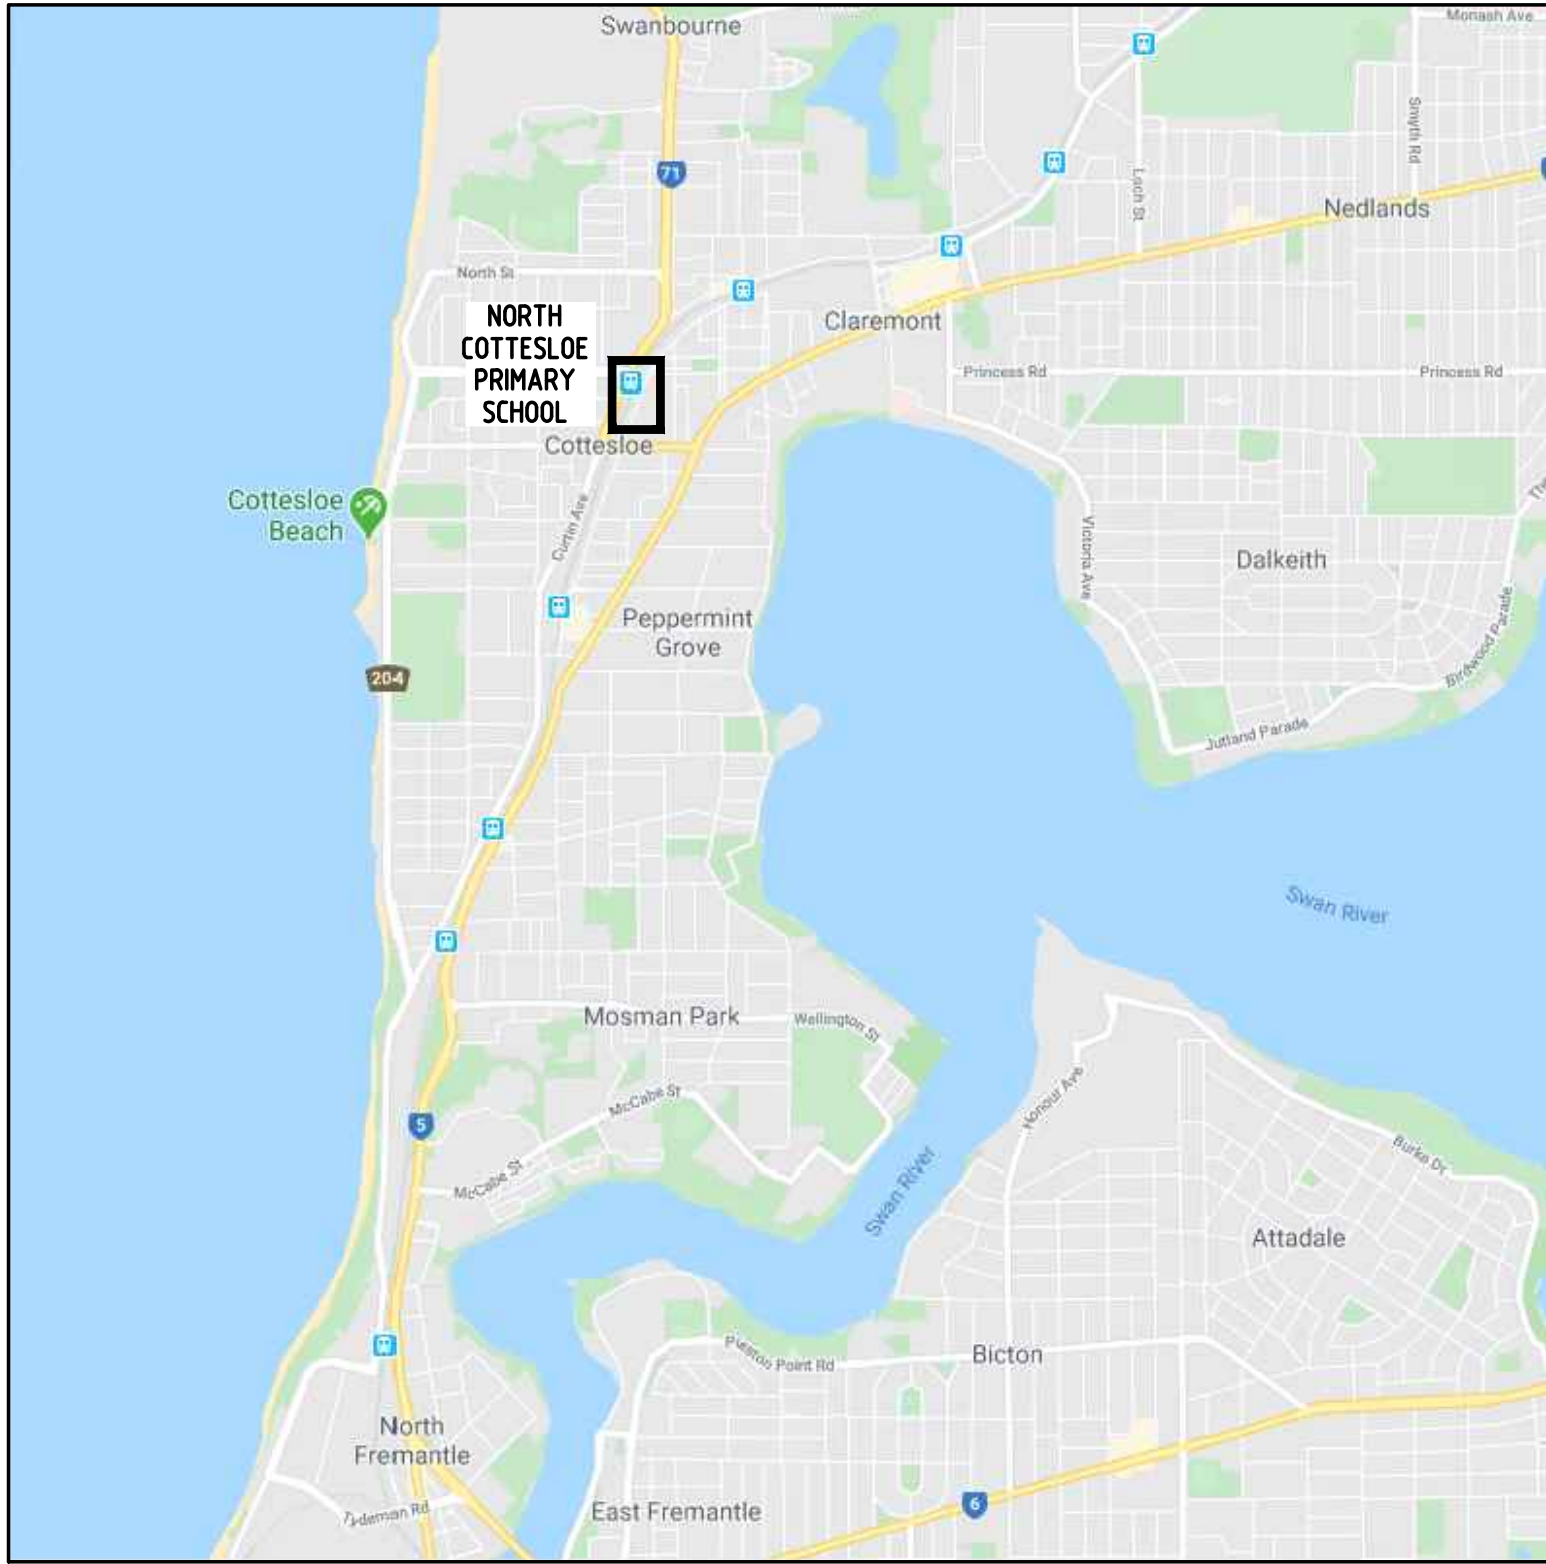 Swanbourne
Monash Ave
Smyth Rd
71
Loch St
Nedlands
North St
NORTH
COTTESLOE
PRIMARY
SCHOOL
Claremont
Princess Rd
Princess Rd
Cottesloe
Cottesloe
Beach
Curtin Ave
Victoria Ave
The
Dalkeith
Peppermint
Grove
Birdwood Parade
204
Jutland Parade
Swan River
Mosman Park
Wellington St
McCabe St
Honour Ave
5
Burke Dr
McCabe St
Swan River
Attadale
Preston Point Rd
Bicton
North
Fremantle
Tydeman Rd
East Fremantle
6